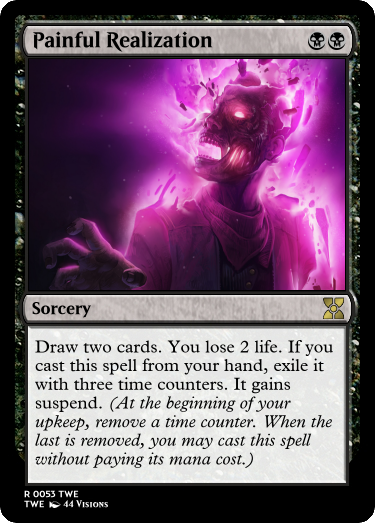 Painful Realization
Sorcery
Draw two cards. You lose 2 life. If you
cast this spell from your hand, exile it
with three time counters. It gains
suspend. (At the beginning of your
upkeep, remove a time counter. When the
last is removed, you may cast this spell
without paying its mana cost.)
R 0053 TWE
TWE 44 Visions